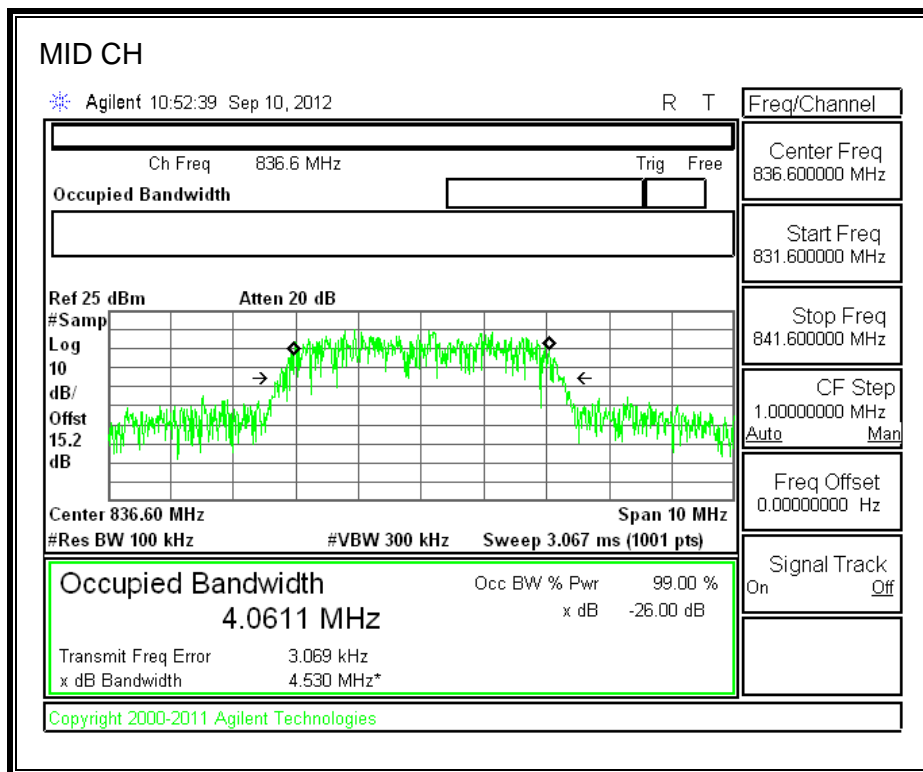 MID CH
Agilent 10:52:39 Sep 10, 2012 R T
Ch Freq 836.6 MHz Trig Free
Occupied Bandwidth
Ref 25 dBm Atten 20 dB
#Samp
Log
10
dB/
Offst
15.2
dB
Center 836.60 MHz Span 10 MHz
#Res BW 100 kHz #VBW 300 kHz Sweep 3.067 ms (1001 pts)
Occupied Bandwidth
4.0611 MHz
Occ BW % Pwr 99.00 %
x dB -26.00 dB
Transmit Freq Error 3.069 kHz
x dB Bandwidth 4.530 MHz*
Copyright 2000-2011 Agilent Technologies
Freq/Channel
Center Freq
836.600000 MHz
Start Freq
831.600000 MHz
Stop Freq
841.600000 MHz
CF Step
1.00000000 MHz
Auto Man
Freq Offset
0.00000000 Hz
Signal Track
On Off